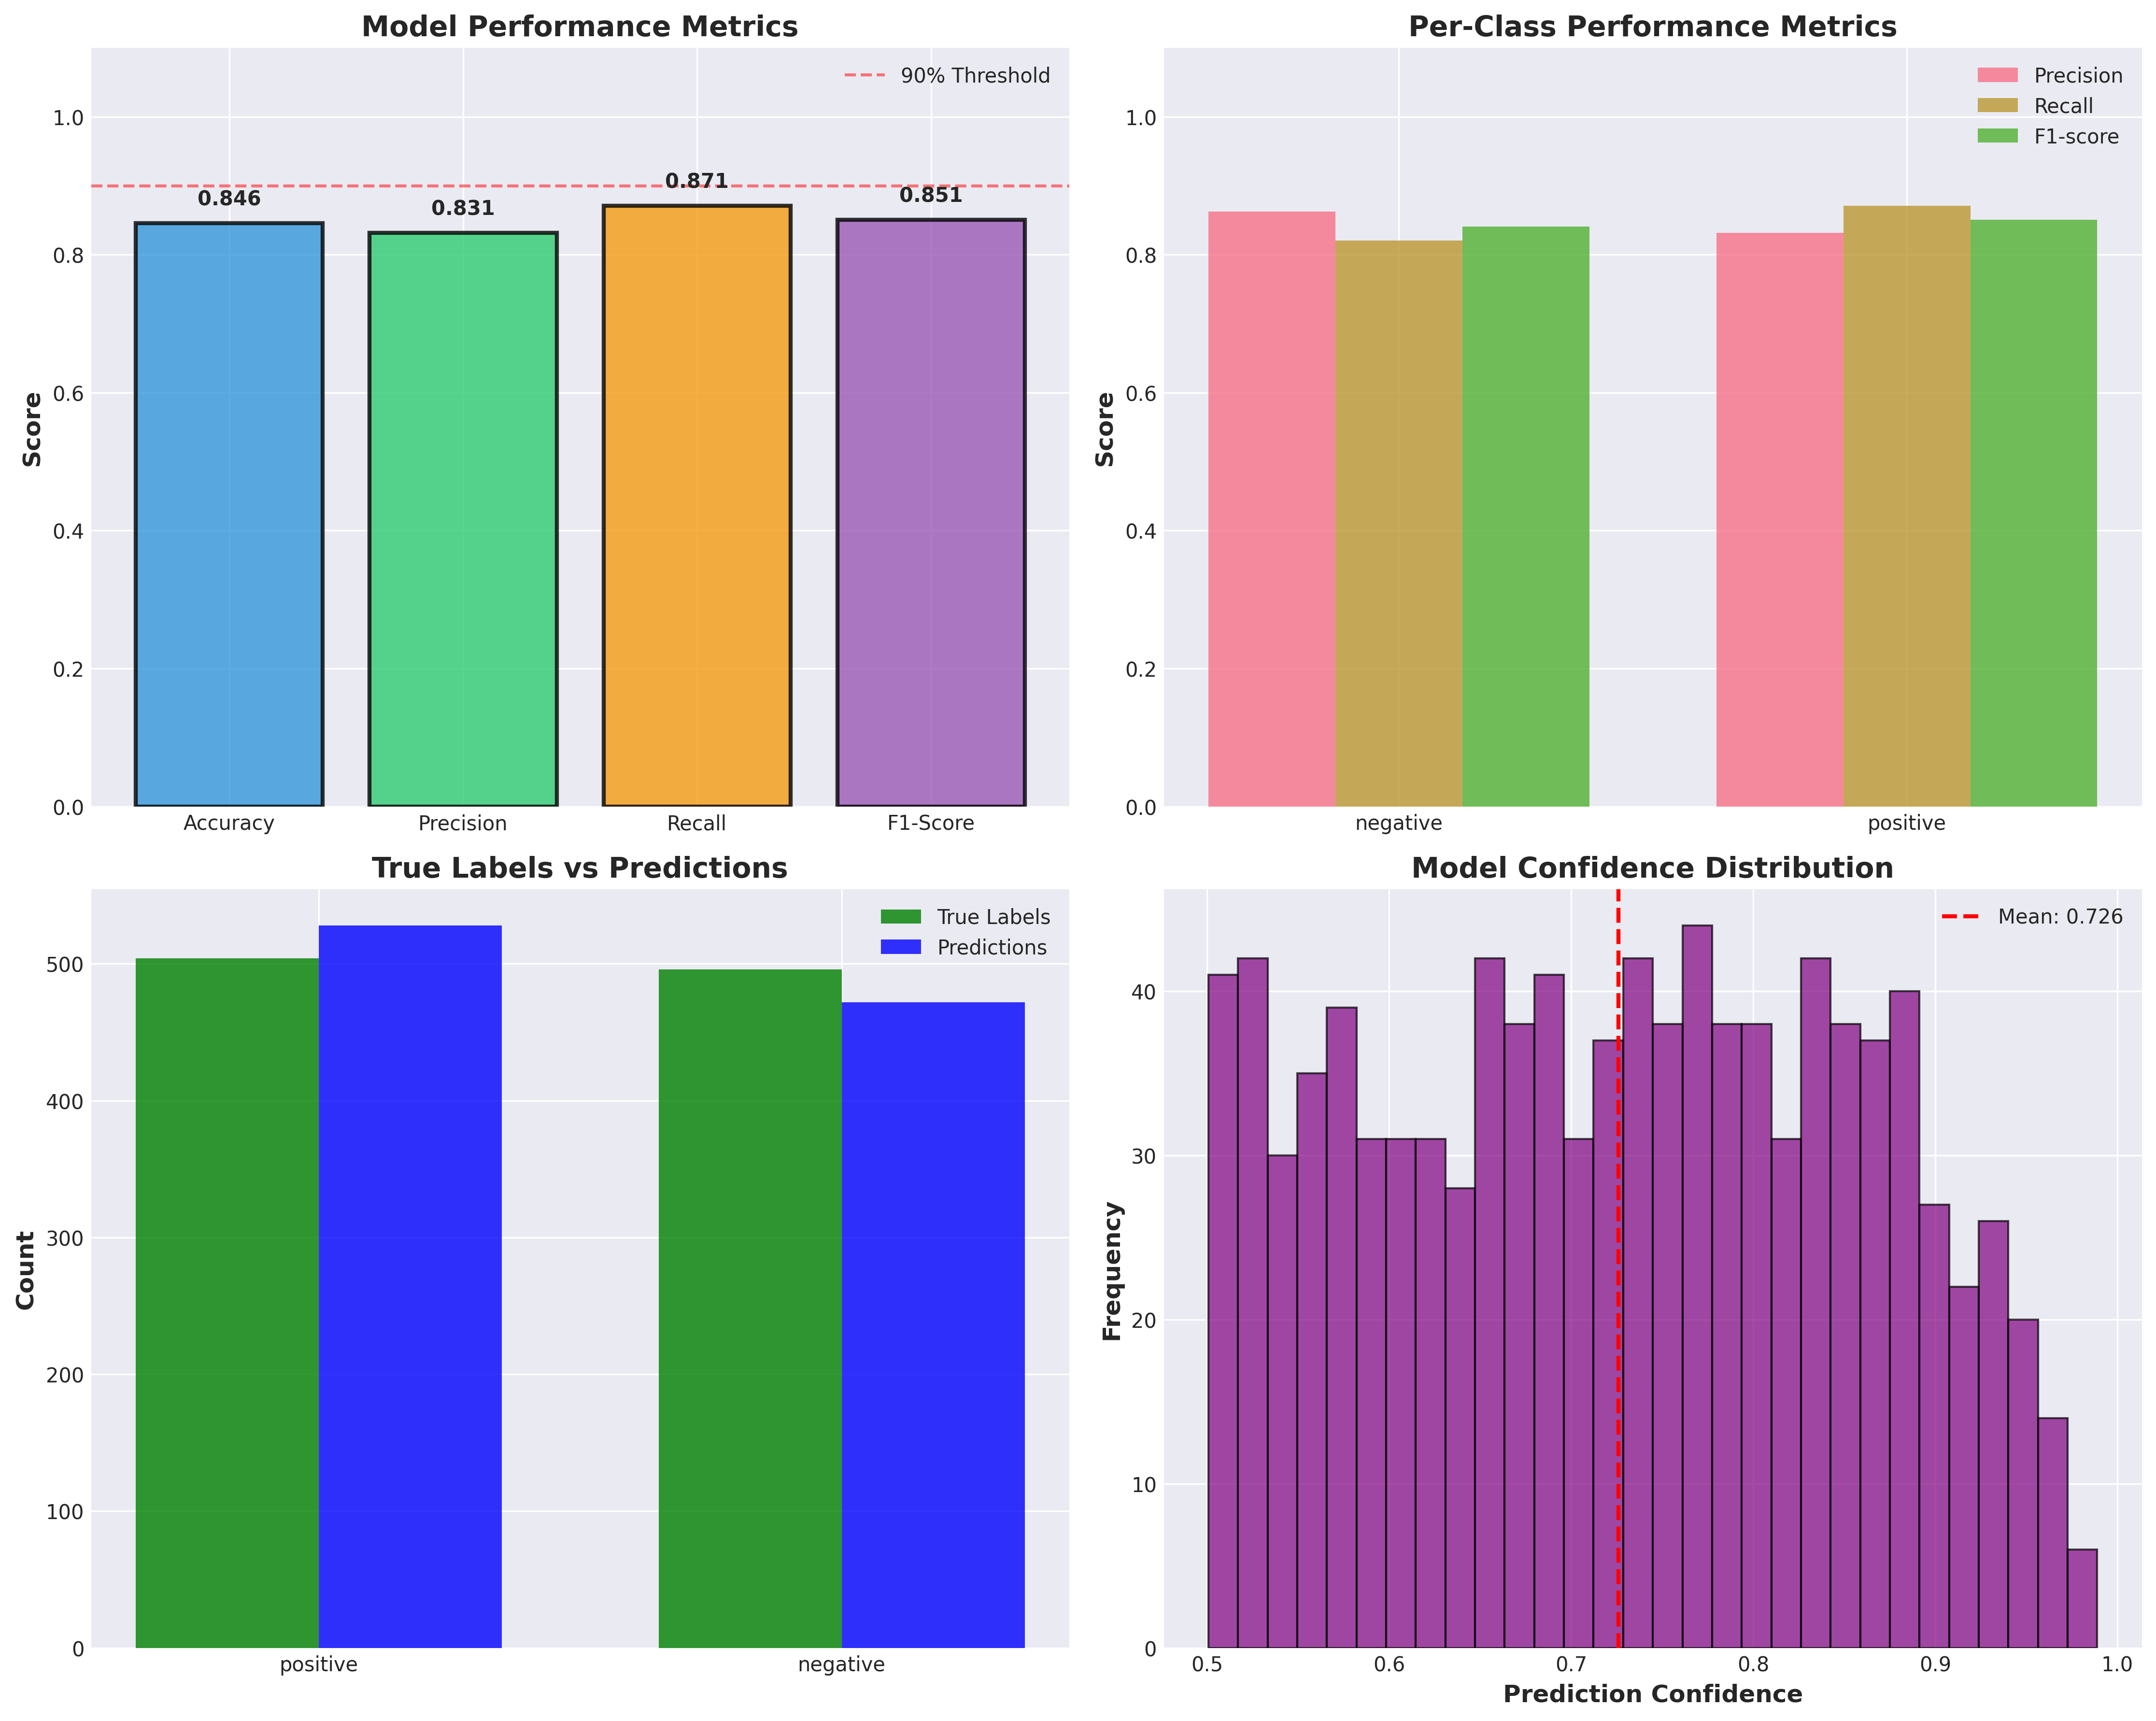 Model Performance Metrics
90% Threshold
Score
1.0
0.8
0.6
0.4
0.2
0.0
0.846
0.831
0.871
0.851
Accuracy
Precision
Recall
F1-Score
Per-Class Performance Metrics
Precision
Recall
F1-score
Score
1.0
0.8
0.6
0.4
0.2
0.0
negative
positive
True Labels vs Predictions
True Labels
Predictions
Count
500
400
300
200
100
0
positive
negative
Model Confidence Distribution
Mean: 0.726
Frequency
40
30
20
10
0
0.5
0.6
0.7
0.8
0.9
1.0
Prediction Confidence